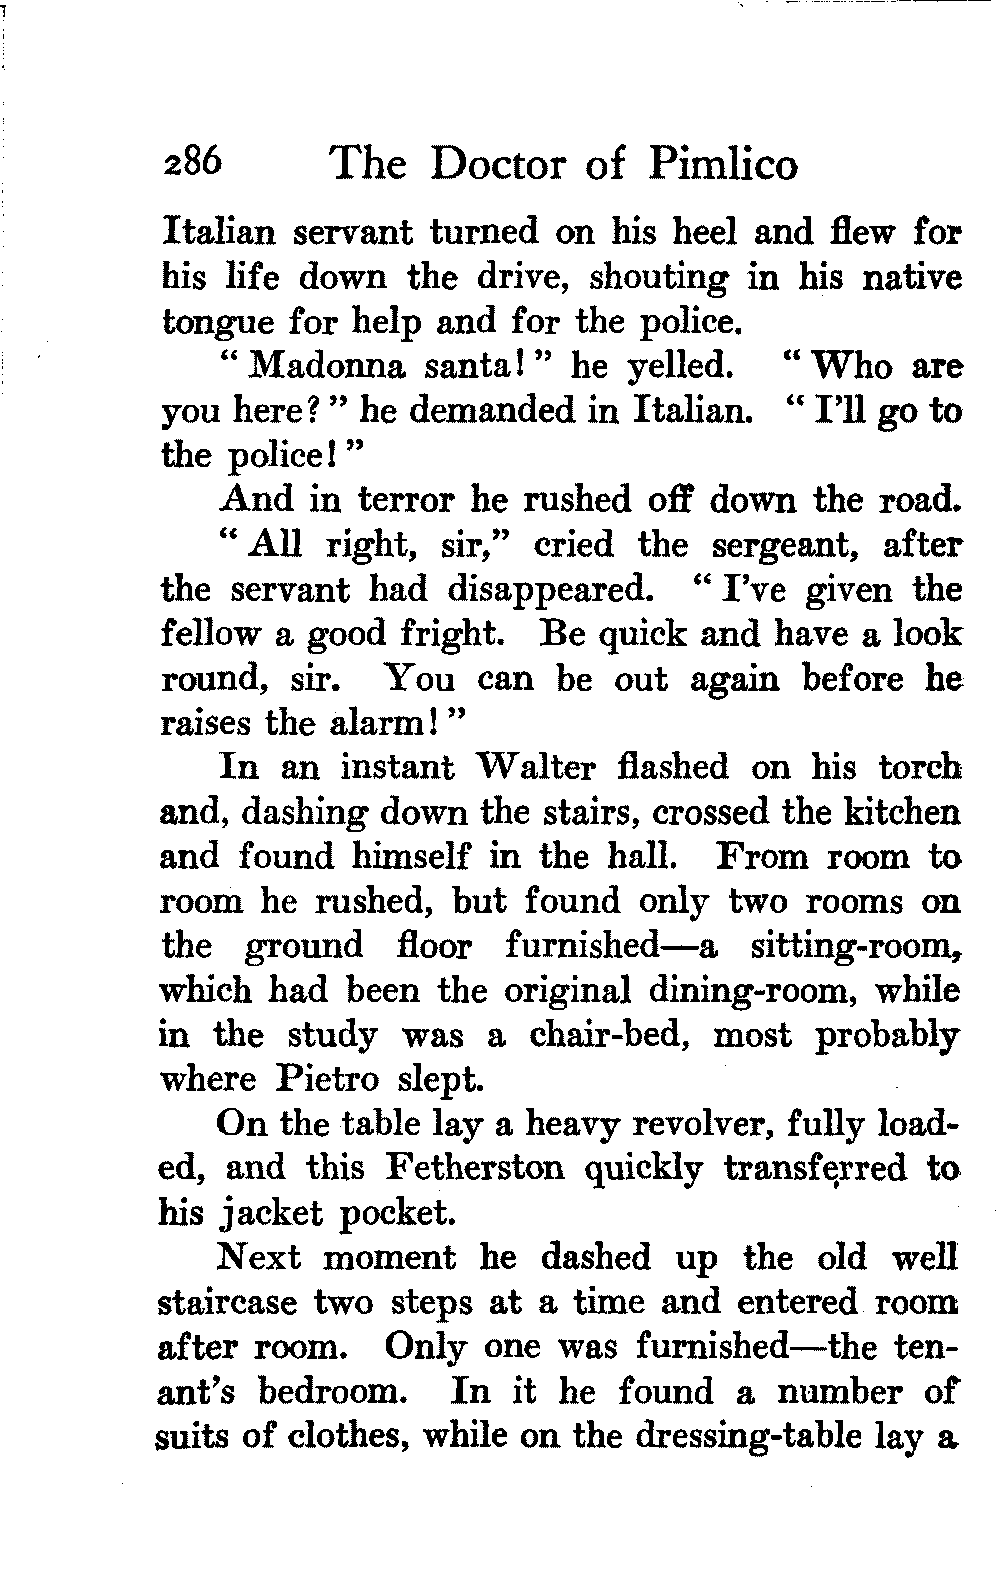 286 The Doctor of Pimlico
Italian servant turned on his heel and flew for
his life down the drive, shouting in his native
tongue for help and for the police.
“ Madonna santa! ” he yelled. “ Who are
you here? ” he demanded in Italian. “ I’ll go to
the police! ”
And in terror he rushed off down the road.
“ All right, sir,” cried the sergeant, after
the servant had disappeared. “ I’ve given the
fellow a good fright. Be quick and have a look
round, sir. You can be out again before he
raises the alarm! ”
In an instant Walter flashed on his torch
and, dashing down the stairs, crossed the kitchen
and found himself in the hall. From room to
room he rushed, but found only two rooms on
the ground floor furnished—a sitting-room,
which had been the original dining-room, while
in the study was a chair-bed, most probably
where Pietro slept.
On the table lay a heavy revolver, fully load-
ed, and this Fetherston quickly transferred to
his jacket pocket.
Next moment he dashed up the old well
staircase two steps at a time and entered room
after room. Only one was furnished—the ten-
ant’s bedroom. In it he found a number of
suits of clothes, while on the dressing-table lay a